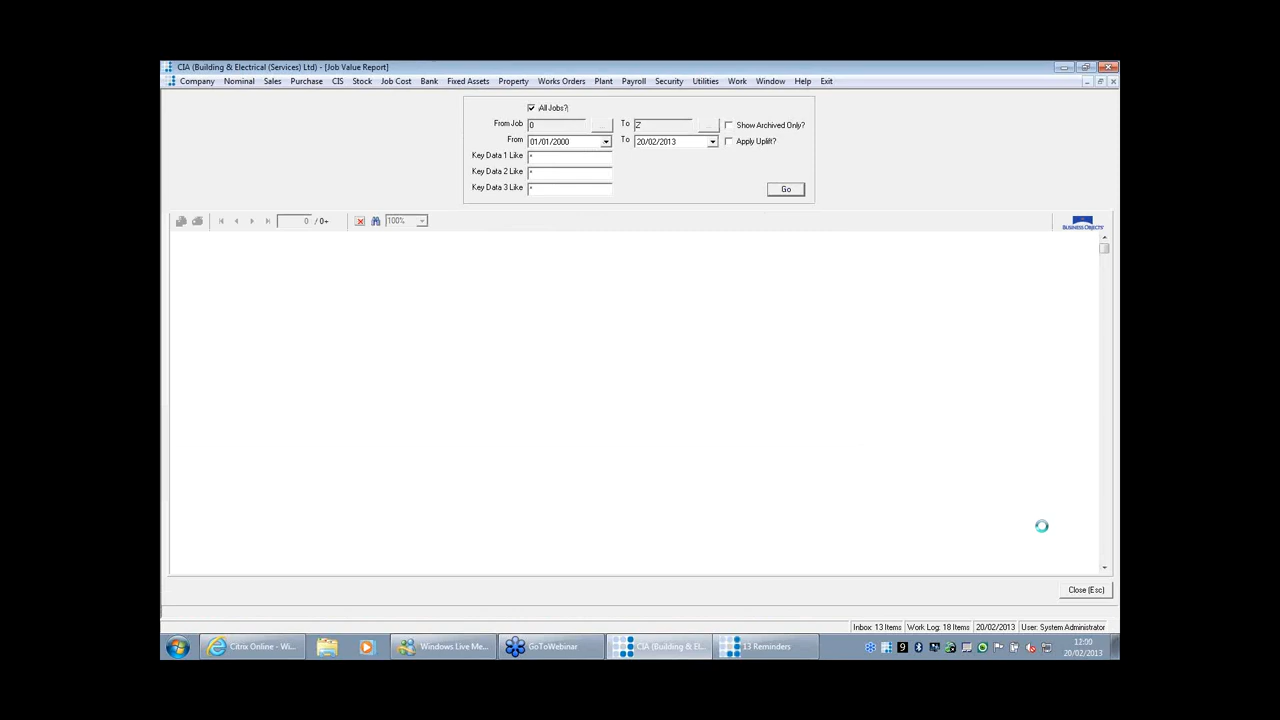 CIA (Building & Electrical (Services) Ltd) - [Job Value Report]
Company Nominal Sales Purchase CIS Stock Job Cost Bank Fixed Assets Property Works Orders Plant Payroll Security Utilities Work Window Help Exit
All Jobs?
From Job 0 ... To Z' ... Show Archived Only?
From 01/01/2000 To 20/02/2013 Apply Uplift?
Key Data 1 Like *
Key Data 2 Like *
Key Data 3 Like *
Go
0 / 0+ 100% BUSINESS OBJECTS
Close (Esc)
Inbox: 13 Items Work Log: 18 Items 20/02/2013 User: System Administrator
Citrix Online - Wi... Windows Live Me... GoToWebinar CIA (Building & El... 13 Reminders 9 12:00
20/02/2013